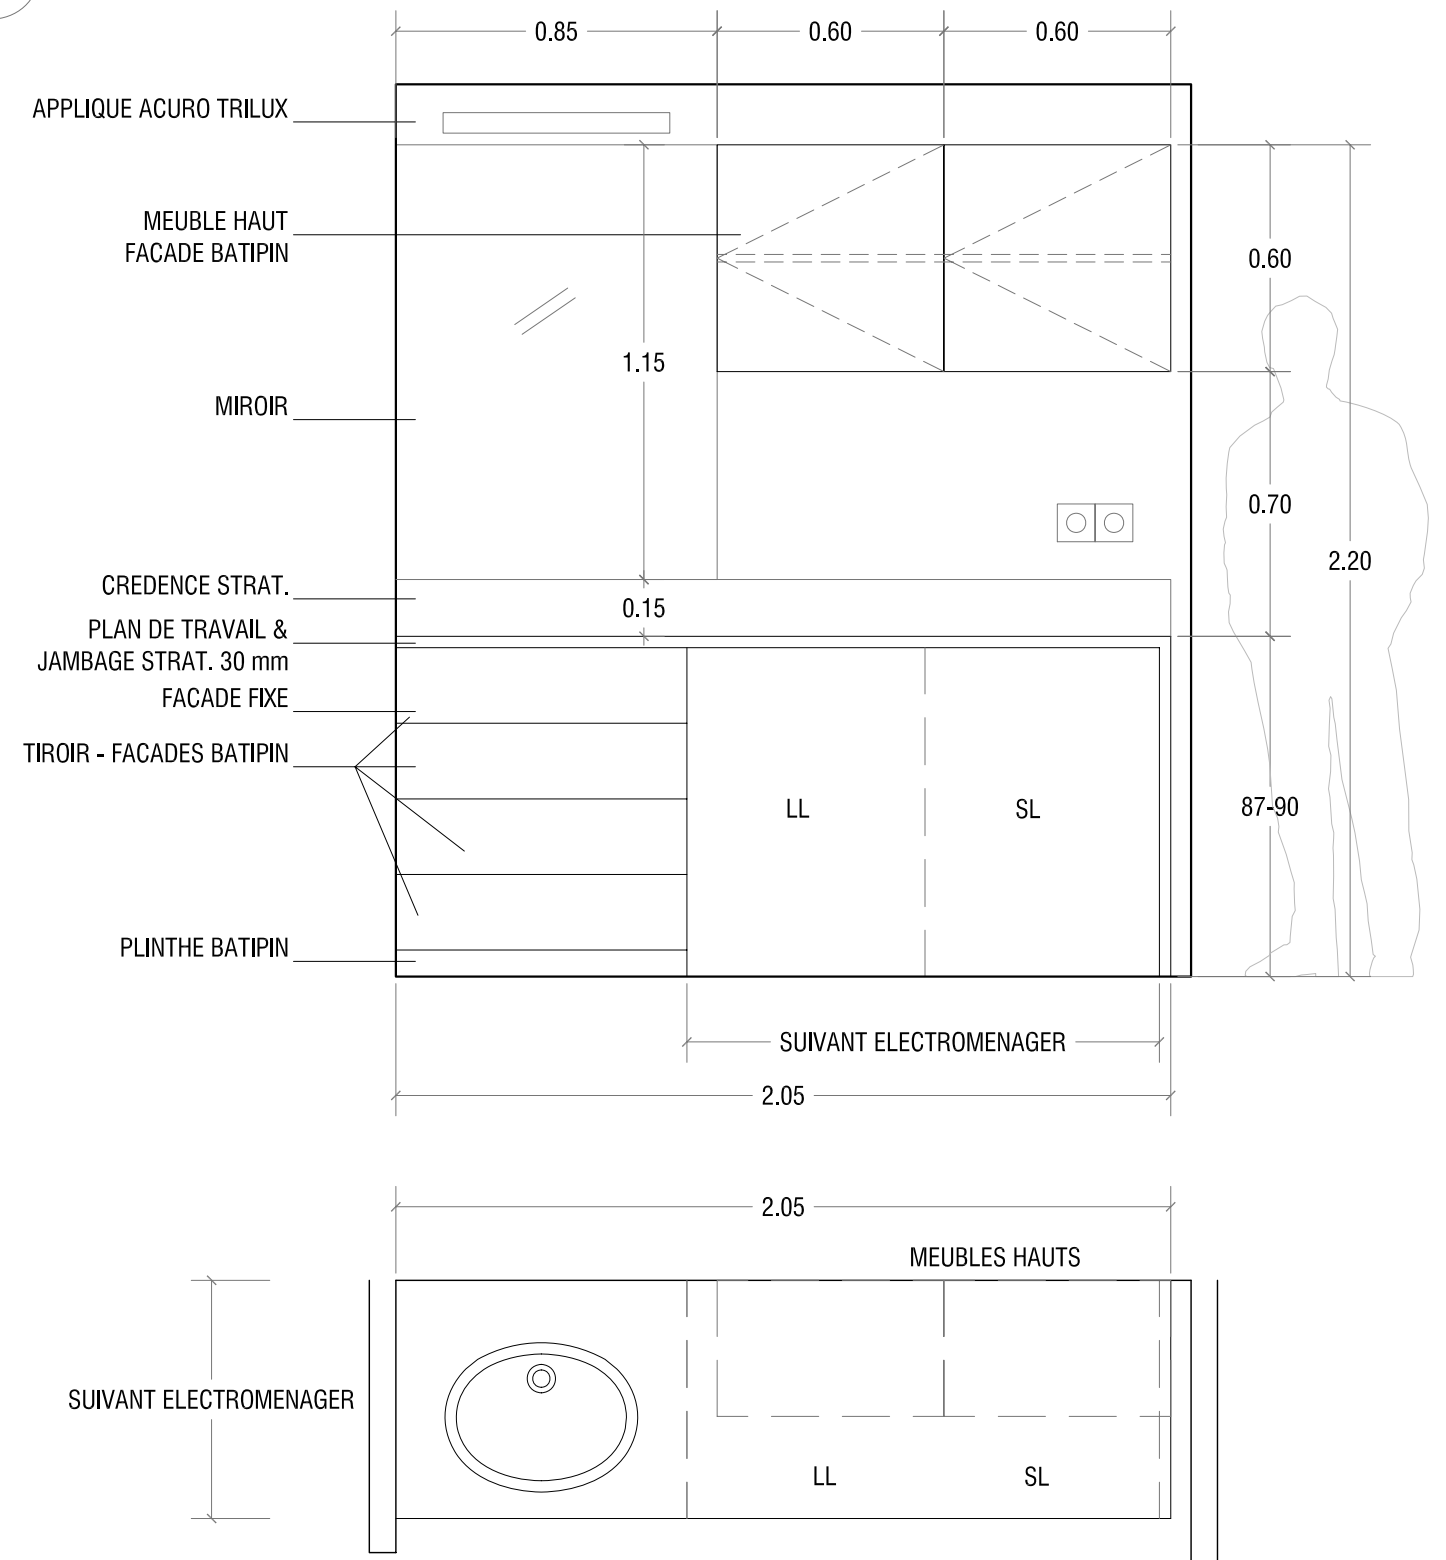 0.85
0.60
0.60
APPLIQUE ACURO TRILUX
MEUBLE HAUT
FACADE BATIPIN
0.60
1.15
MIROIR
0.70
2.20
CREDENCE STRAT.
0.15
PLAN DE TRAVAIL &
JAMBAGE STRAT. 30 mm
FACADE FIXE
TIROIR - FACADES BATIPIN
LL
SL
87-90
PLINTHE BATIPIN
SUIVANT ELECTROMENAGER
2.05
2.05
MEUBLES HAUTS
SUIVANT ELECTROMENAGER
LL
SL